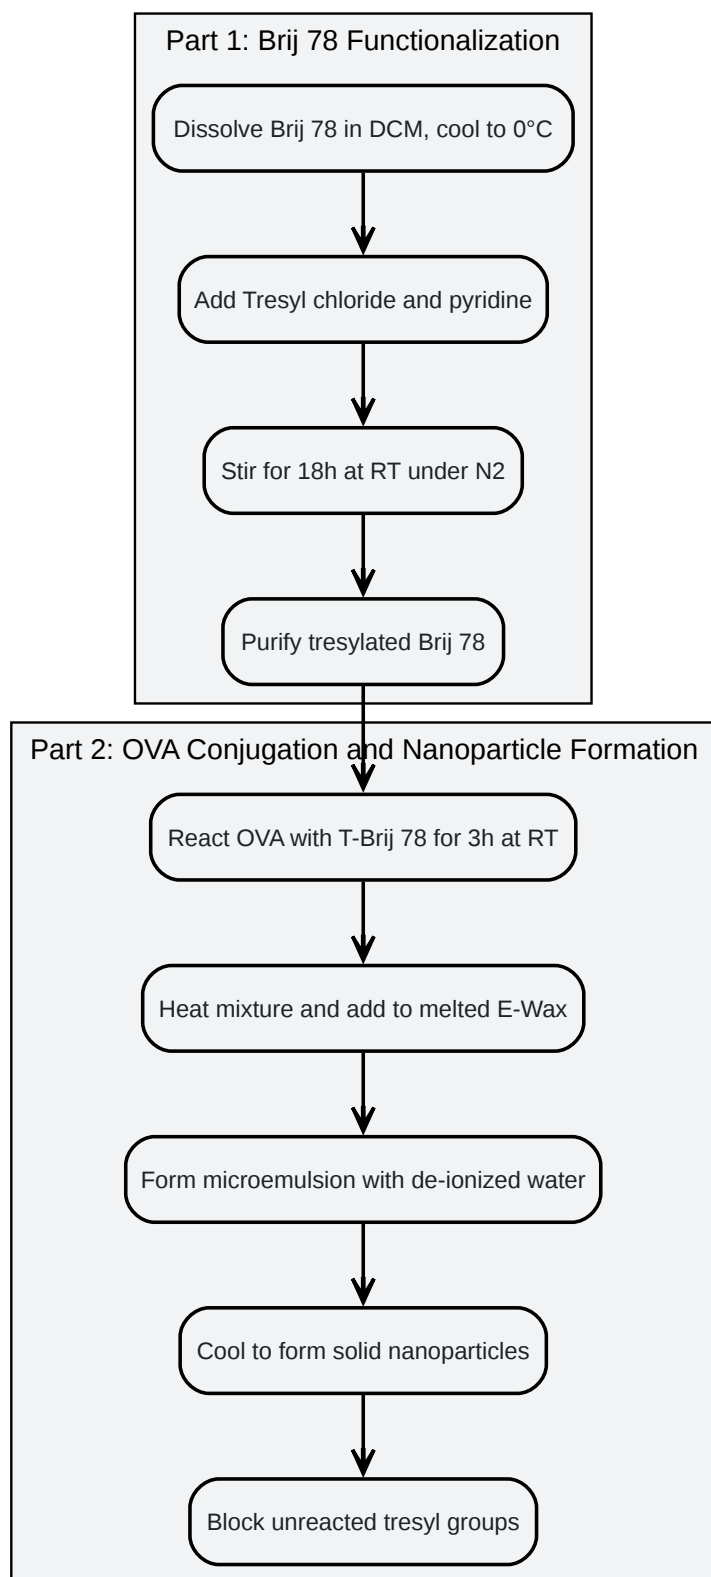 Part 1: Brij 78 Functionalization
Dissolve Brij 78 in DCM, cool to 0°C
Add Tresyl chloride and pyridine
Stir for 18h at RT under N2
Purify tresylated Brij 78
Part 2: OVA Conjugation and Nanoparticle Formation
React OVA with T-Brij 78 for 3h at RT
Heat mixture and add to melted E-Wax
Form microemulsion with de-ionized water
Cool to form solid nanoparticles
Block unreacted tresyl groups